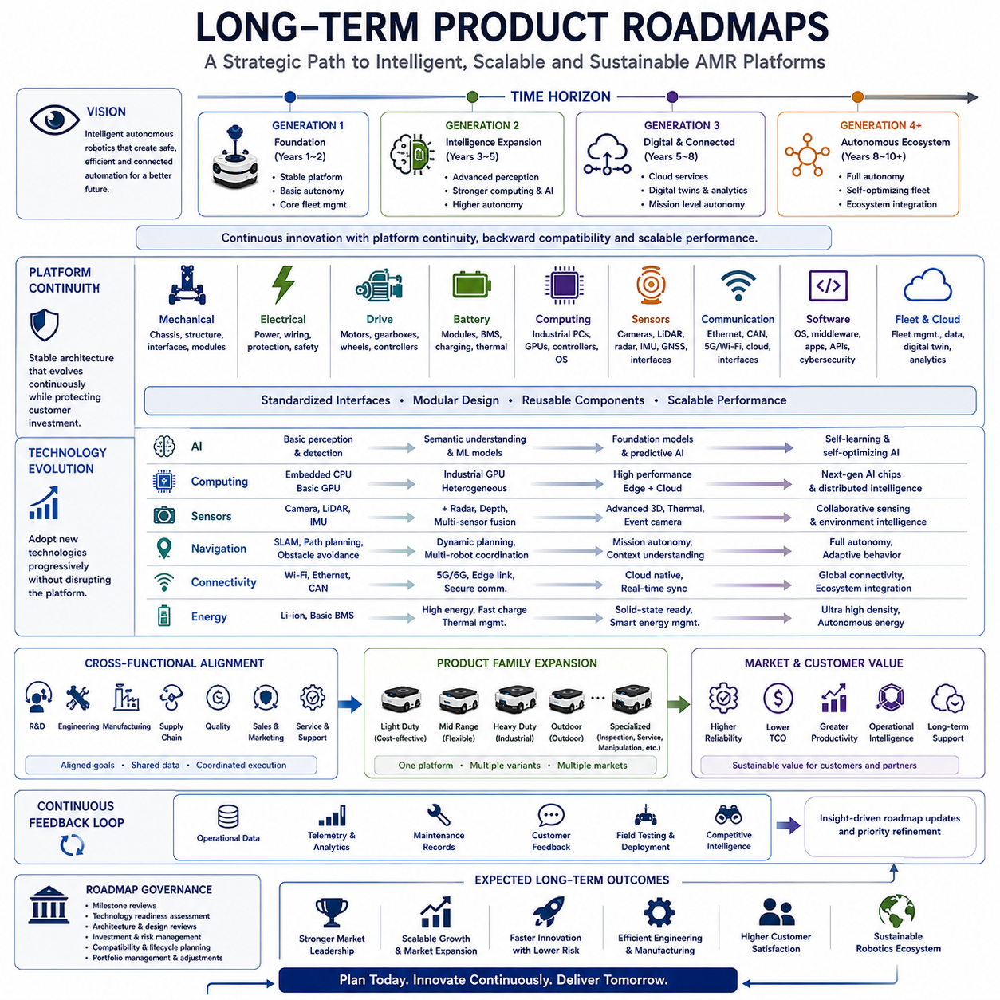 LONG–TERM PRODUCT ROADMAPS
A Strategic Path to Intelligent, Scalable and Sustainable AMR Platforms
VISION
Intelligent autonomous
robotics that create safe,
efficient and connected
automation for a better
future.
TIME HORIZON
GENERATION 1
Foundation
(Years 1~2)
• Stable platform
• Basic autonomy
• Core fleet mgmt.
GENERATION 2
Intelligence Expansion
(Years 3~5)
• Advanced perception
• Stronger computing & AI
• Higher autonomy
GENERATION 3
Digital & Connected
(Years 5~8)
• Cloud services
• Digital twins & analytics
• Mission level autonomy
GENERATION 4+
Autonomous Ecosystem
(Years 8~10+)
• Full autonomy
• Self-optimizing fleet
• Ecosystem integration
Continuous innovation with platform continuity, backward compatibility and scalable performance.
PLATFORM
CONTINUITH
Stable architecture
that evolves
continuously
while protecting
customer
investment.
Mechanical
Chassis, structure,
interfaces, modules
Electrical
Power, wiring,
protection, safety
Drive
Motors, gearboxes,
wheels, controllers
Battery
Modules, BMS,
charging, thermal
Computing
Industrial PCs,
GPUs, controllers,
OS
Sensors
Cameras, LiDAR,
radar, IMU, GNSS,
interfaces
Communication
Ethernet, CAN,
5G/Wi-Fi, cloud,
interfaces
Software
OS, middleware,
apps, APIs,
cybersecurity
Fleet & Cloud
Fleet mgmt., data,
digital twin,
analytics
Standardized Interfaces • Modular Design • Reusable Components • Scalable Performance
TECHNOLOGY
EVOLUTION
Adopt new
technologies
progressively
without disrupting
the platform.
AI
Basic perception
& detection
Semantic understanding
& ML models
Foundation models
& predictive AI
Self-learning &
self-optimizing AI
Computing
Embedded CPU
Basic GPU
Industrial GPU
Heterogeneous
High performance
Edge + Cloud
Next-gen AI chips
& distributed intelligence
Sensors
Camera, LiDAR,
IMU
+ Radar, Depth,
Multi-sensor fusion
Advanced 3D, Thermal,
Event camera
Collaborative sensing
& environment intelligence
Navigation
SLAM, Path planning,
Obstacle avoidance
Dynamic planning,
Multi-robot coordination
Mission autonomy,
Context understanding
Full autonomy,
Adaptive behavior
Connectivity
Wi-Fi, Ethernet,
CAN
5G/6G, Edge link,
Secure comm.
Cloud native,
Real-time sync
Global connectivity,
Ecosystem integration
Energy
Li-ion, Basic BMS
High energy, Fast charge
Thermal mgmt.
Solid-state ready,
Smart energy mgmt.
Ultra high density,
Autonomous energy
CROSS-FUNCTIONAL ALIGNMENT
R&D
Engineering
Manufacturing
Supply
Chain
Quality
Sales &
Marketing
Service &
Support
Aligned goals • Shared data • Coordinated execution
PRODUCT FAMILY EXPANSION
Light Duty
(Cost-effective)
Mid Range
(Flexible)
Heavy Duty
(Industrial)
Outdoor
(Outdoor)
...
Specialized
(Inspection, Service,
Manipulation, etc.)
One platform • Multiple variants • Multiple markets
MARKET & CUSTOMER VALUE
Higher
Reliability
$
Lower
TCO
Greater
Productivity
Operational
Intelligence
Long-term
Support
Sustainable value for customers and partners
CONTINUOUS
FEEDBACK LOOP
Operational Data
Telemetry &
Analytics
Maintenance
Records
Customer
Feedback
Field Testing &
Deployment
Competitive
Intelligence
Insight-driven roadmap updates
and priority refinement
ROADMAP GOVERNANCE
• Milestone reviews
• Technology readiness assessment
• Architecture & design reviews
• Investment & risk management
• Compatibility & lifecycle planning
• Portfolio management & adjustments
EXPECTED LONG-TERM OUTCOMES
Stronger Market
Leadership
Scalable Growth
& Market Expansion
Faster Innovation
with Lower Risk
Efficient Engineering
& Manufacturing
Higher Customer
Satisfaction
Sustainable
Robotics Ecosystem
Plan Today. Innovate Continuously. Deliver Tomorrow.